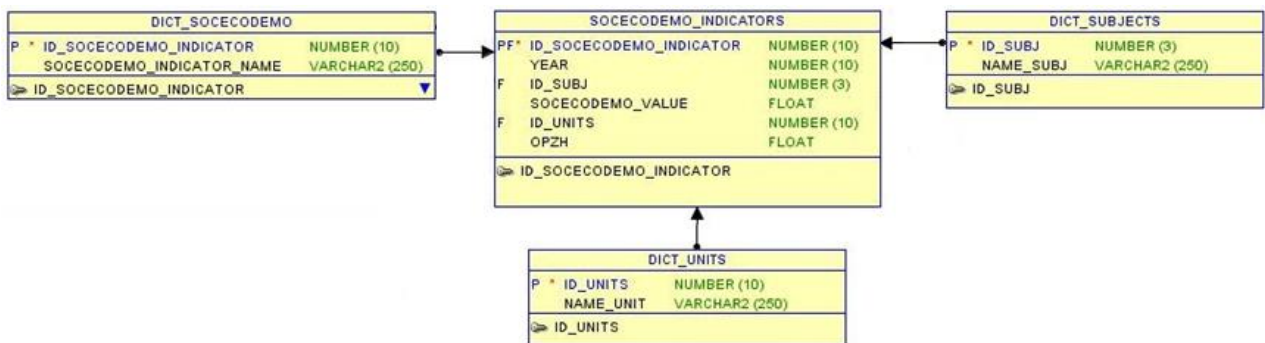 DICT_SOCECODEMO
P * ID_SOCECODEMO_INDICATOR NUMBER (10)
SOCECODEMO_INDICATOR_NAME VARCHAR2 (250)
ID_SOCECODEMO_INDICATOR
SOCECODEMO_INDICATORS
PF* ID_SOCECODEMO_INDICATOR NUMBER (10)
YEAR NUMBER (10)
F ID_SUBJ NUMBER (3)
SOCECODEMO_VALUE FLOAT
F ID_UNITS NUMBER (10)
OPZH FLOAT
ID_SOCECODEMO_INDICATOR
DICT_SUBJECTS
P * ID_SUBJ NUMBER (3)
NAME_SUBJ VARCHAR2 (250)
ID_SUBJ
DICT_UNITS
P * ID_UNITS NUMBER (10)
NAME_UNIT VARCHAR2 (250)
ID_UNITS